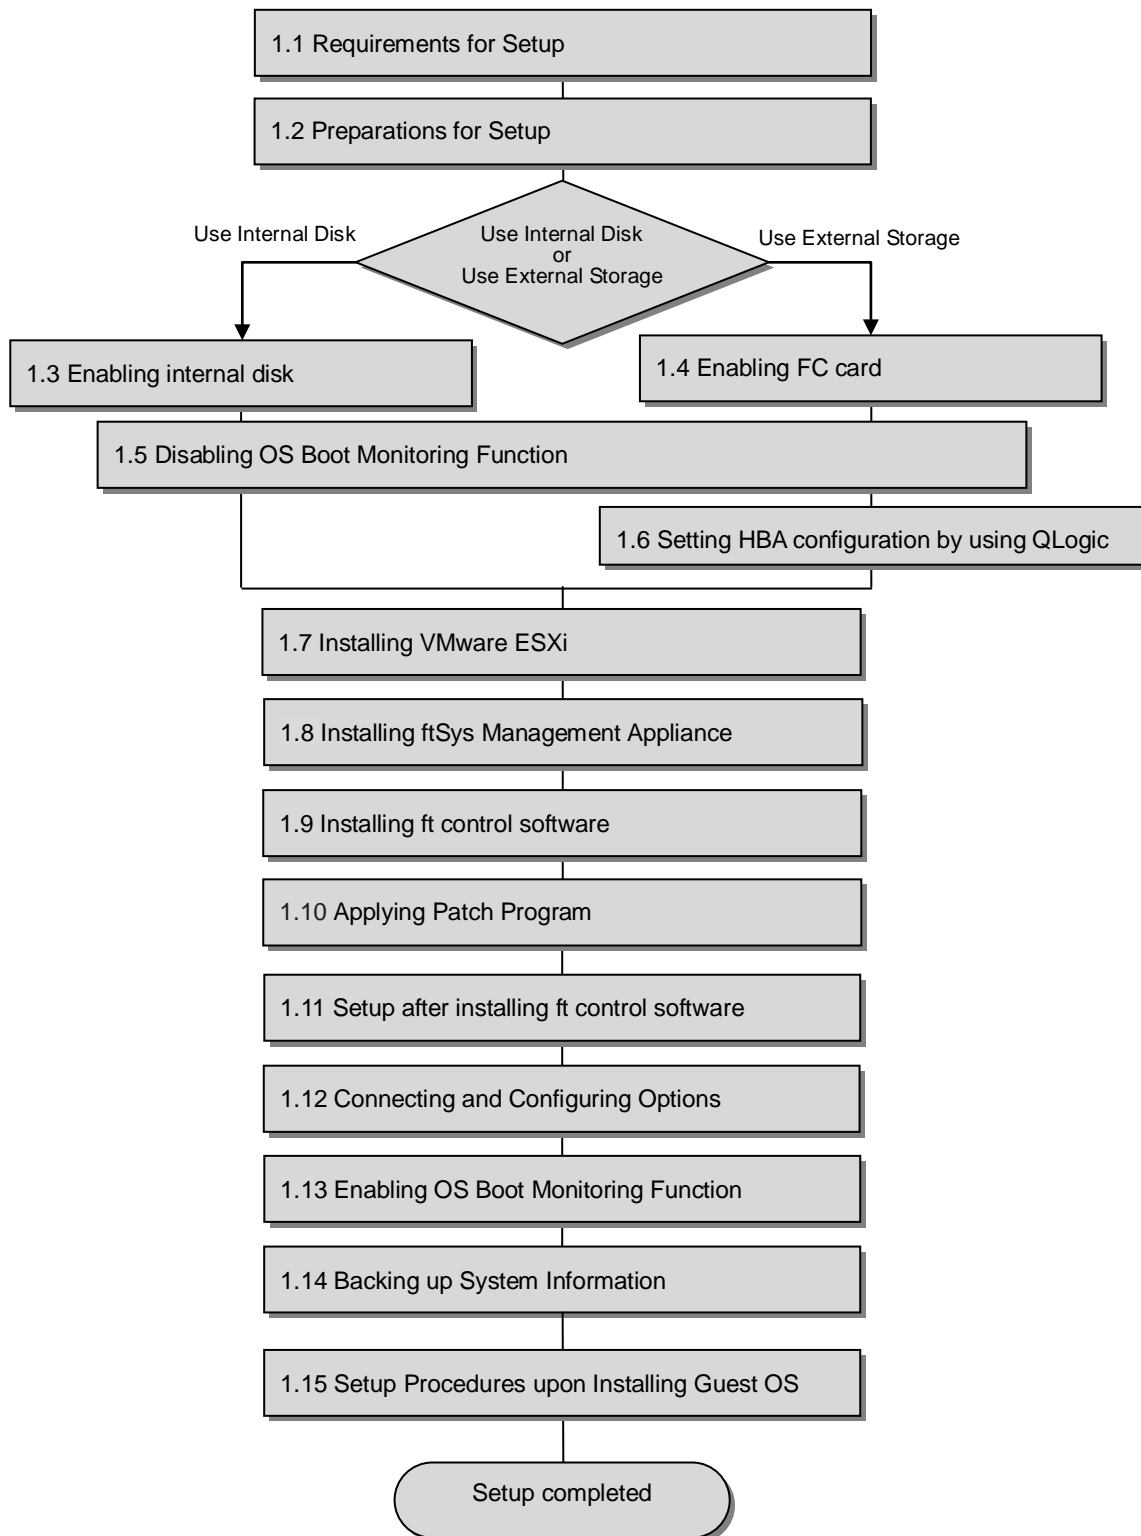 1.1 Requirements for Setup
1.2 Preparations for Setup
Use Internal Disk
Use Internal Disk
or
Use External Storage
Use External Storage
1.3 Enabling internal disk
1.4 Enabling FC card
1.5 Disabling OS Boot Monitoring Function
1.6 Setting HBA configuration by using QLogic
1.7 Installing VMware ESXi
1.8 Installing ftSys Management Appliance
1.9 Installing ft control software
1.10 Applying Patch Program
1.11 Setup after installing ft control software
1.12 Connecting and Configuring Options
1.13 Enabling OS Boot Monitoring Function
1.14 Backing up System Information
1.15 Setup Procedures upon Installing Guest OS
Setup completed